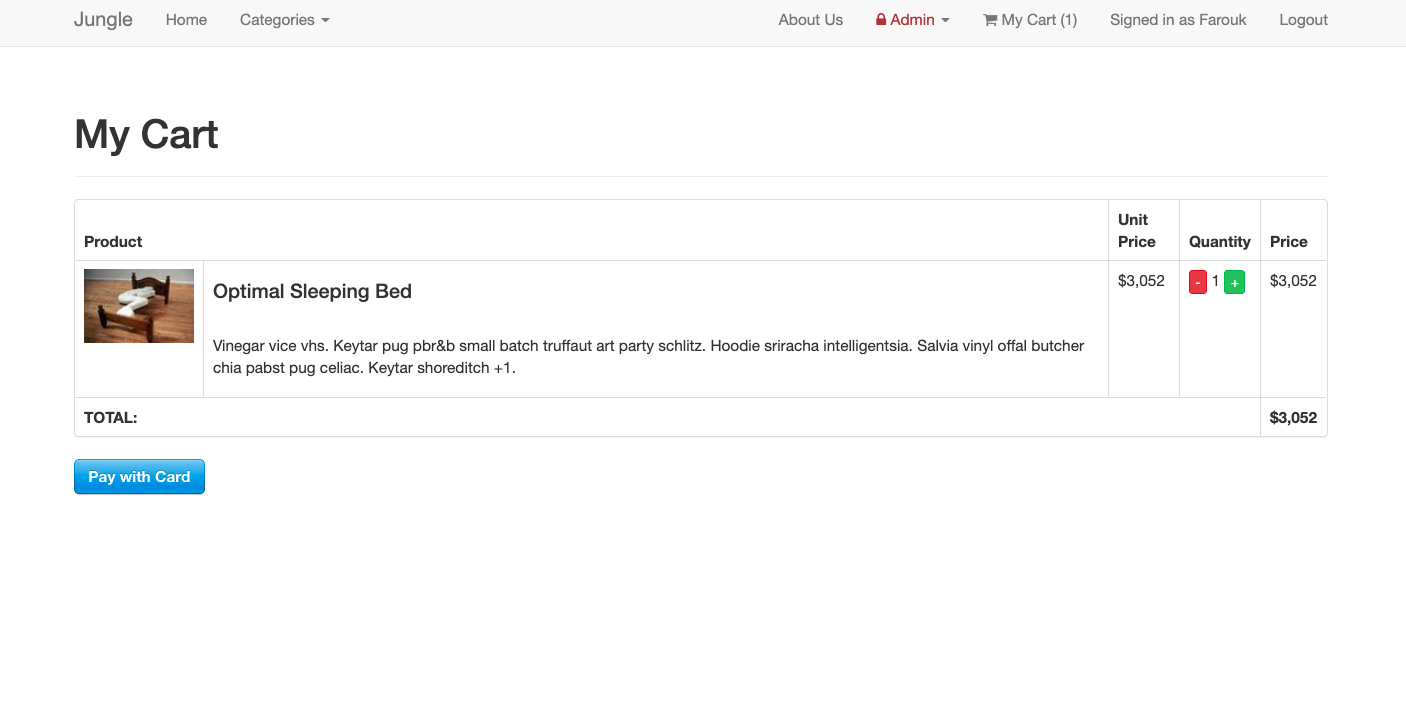 Jungle Home Categories About Us Admin My Cart (1) Signed in as Farouk Logout
My Cart
Product Unit Price Quantity Price
Optimal Sleeping Bed $3,052 - 1 + $3,052
Vinegar vice vhs. Keytar pug pbr&b small batch truffaut art party schlitz. Hoodie sriracha intelligentsia. Salvia vinyl offal butcher
chia pabst pug celiac. Keytar shoreditch +1.
TOTAL: $3,052
Pay with Card